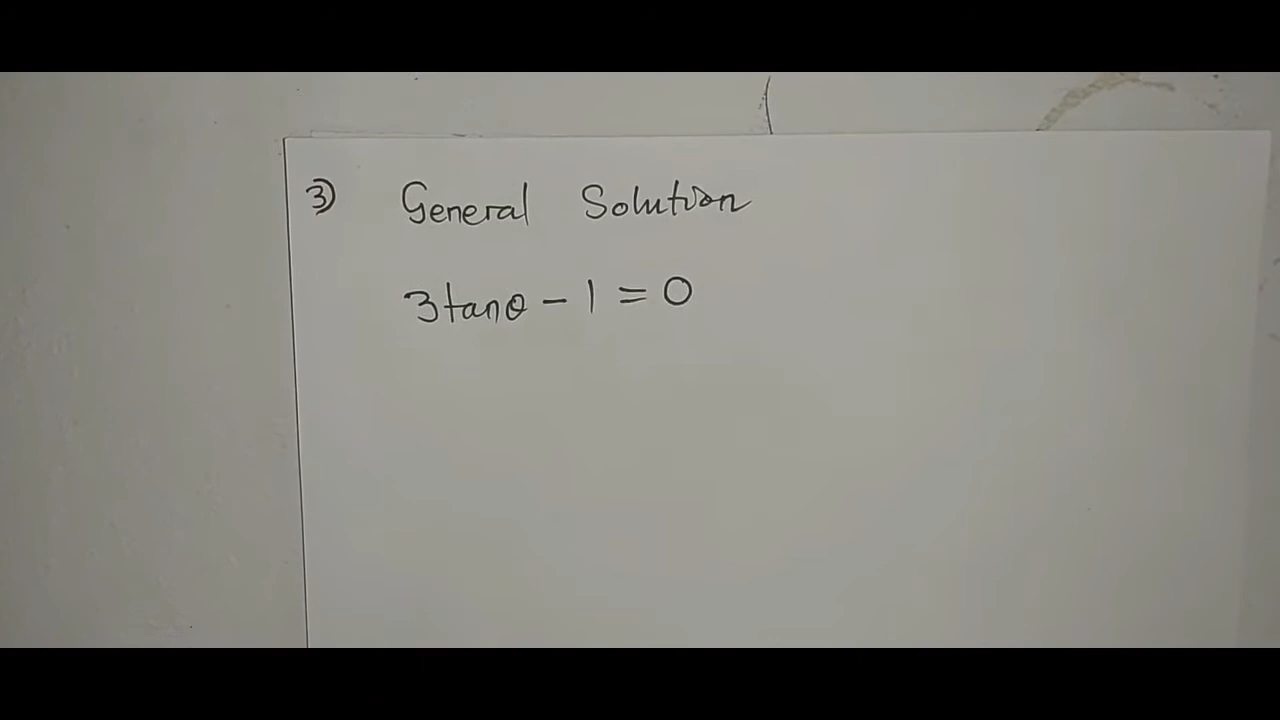 3) General Solution
3tanθ - 1 = 0